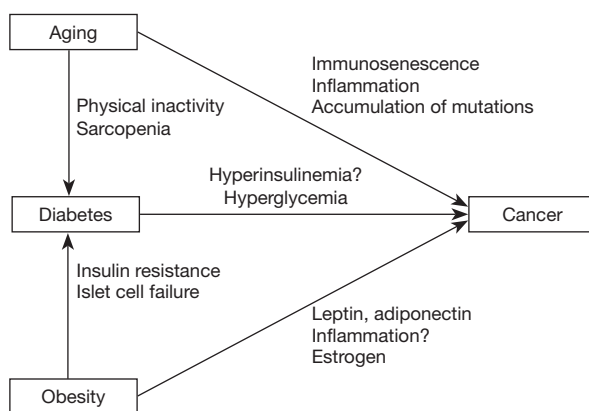 Aging
Immunosenescence
Inflammation
Accumulation of mutations
Physical inactivity
Sarcopenia
Hyperinsulinemia?
Hyperglycemia
Diabetes
Cancer
Insulin resistance
Islet cell failure
Leptin, adiponectin
Inflammation?
Estrogen
Obesity